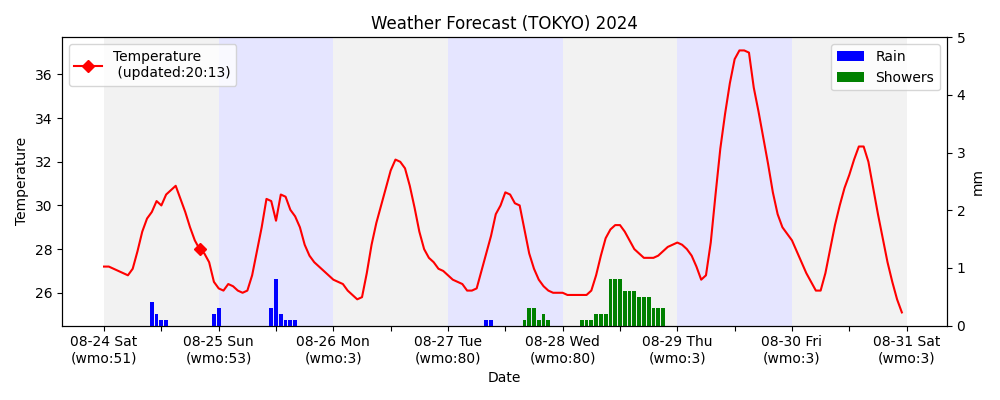 Weather Forecast (TOKYO) 2024
Temperature
(updated:20:13)
Rain
Showers
Temperature
36
34
32
30
28
26
5
4
3
2
1
0
mm
08-24 Sat 08-25 Sun 08-26 Mon 08-27 Tue 08-28 Wed 08-29 Thu 08-30 Fri 08-31 Sat
(wmo:51) (wmo:53) (wmo:3) (wmo:80) (wmo:80) (wmo:3) (wmo:3) (wmo:3)
Date